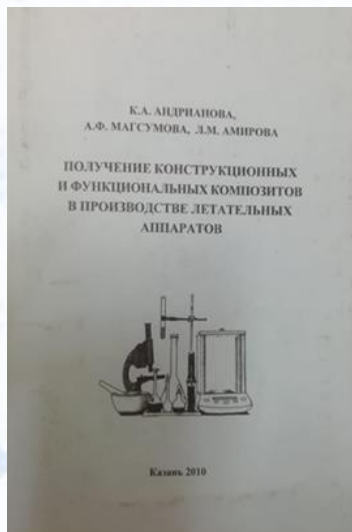 К.А. АНДРИАНОВА,
А.Ф. МАГСУМОВА, Л.М. АМИРОВА
ПОЛУЧЕНИЕ КОНСТРУКЦИОННЫХ
И ФУНКЦИОНАЛЬНЫХ КОМПОЗИТОВ
В ПРОИЗВОДСТВЕ ЛЕТАТЕЛЬНЫХ
АППАРАТОВ
Казань 2010